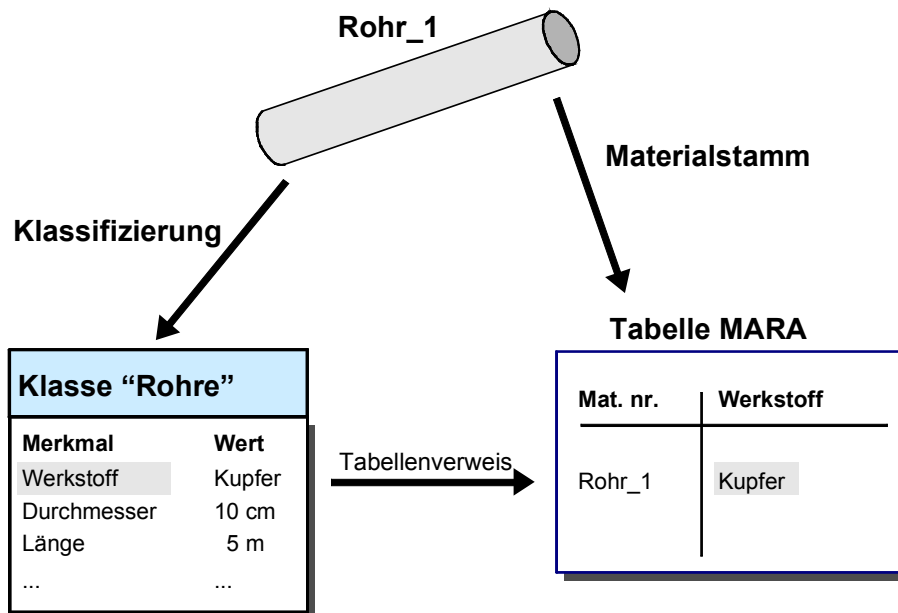 Rohr_1
Materialstamm
Klassifizierung
Tabelle MARA
Klasse “Rohre”
Merkmal Wert
Werkstoff Kupfer
Durchmesser 10 cm
Länge 5 m
... ...
Tabellenverweis
Mat. nr. Werkstoff
Rohr_1 Kupfer